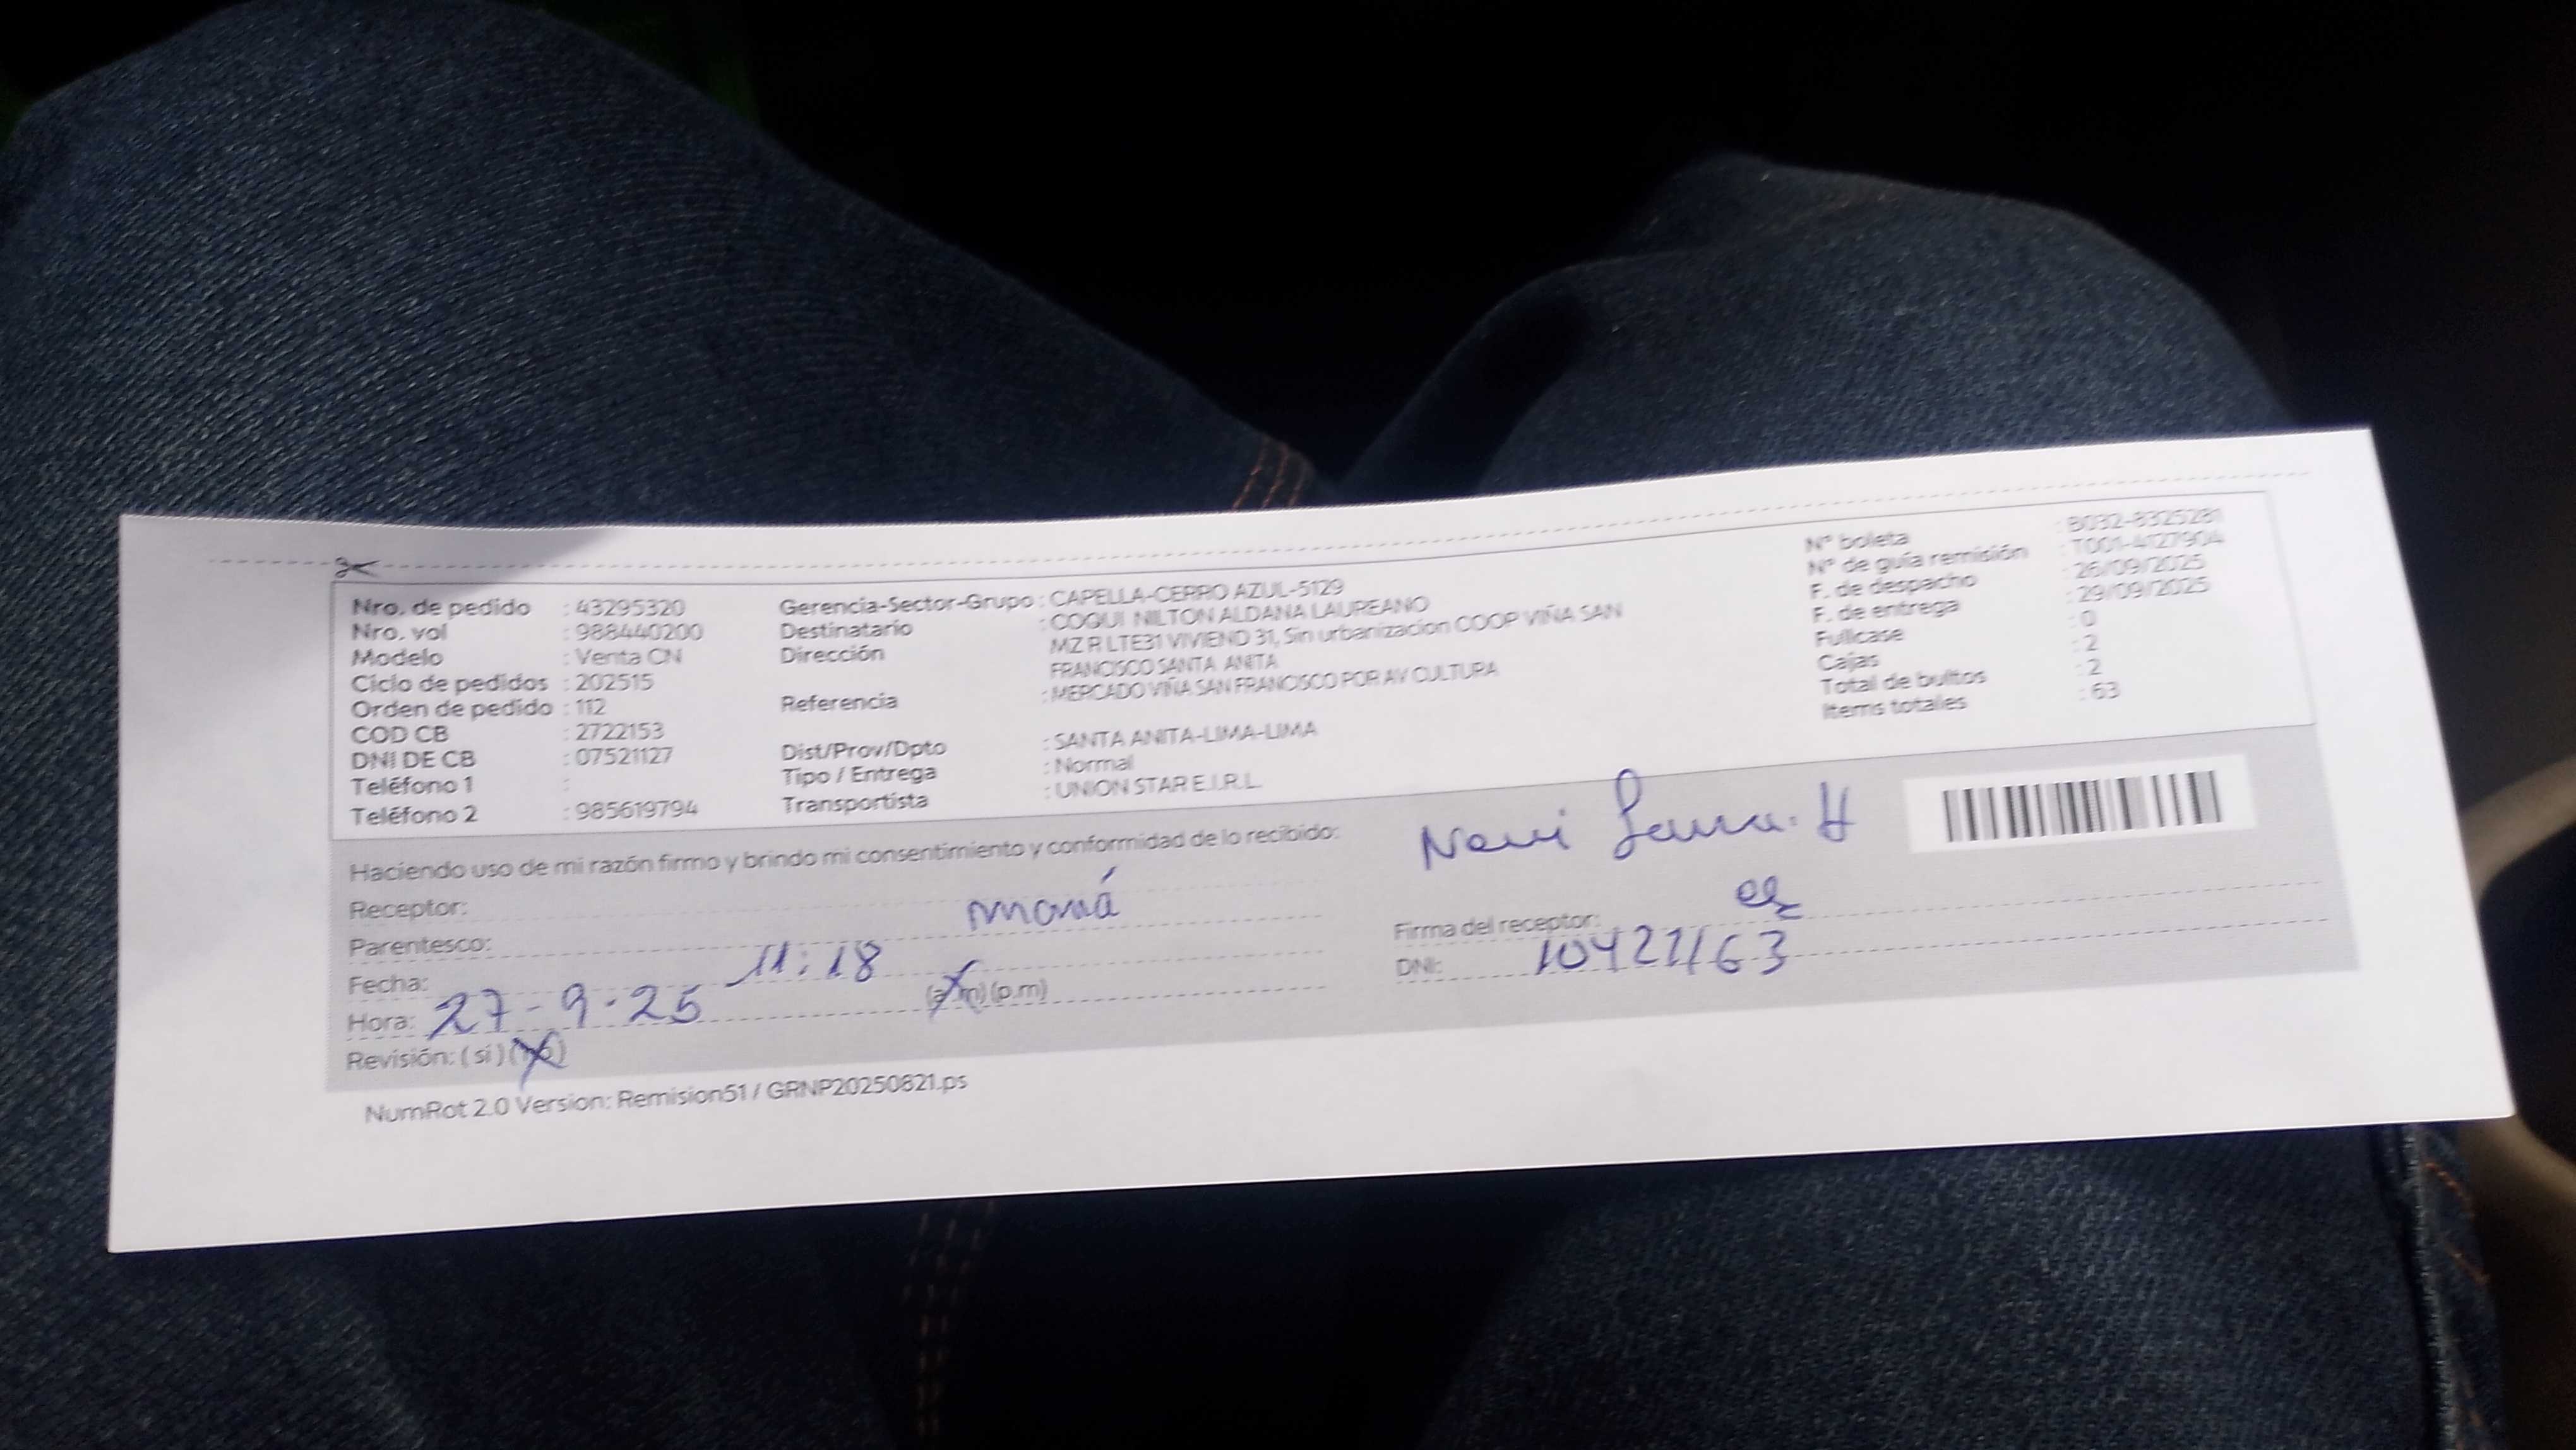 Nro. de pedido : 43295320
Nro. vol : 988440200
Modelo : Venta CN
Ciclo de pedidos : 202515
Orden de pedido : 112
COD CB : 2722153
DNI DE CB : 07521127
Teléfono 1 :
Teléfono 2 : 985619794
Gerencia-Sector-Grupo : CAPELLA-CERRO AZUL-5129
Destinatario : COQUI NILTON ALDANA LAUREANO
Dirección MZ R LTE31 VIVIEND 31, Sin urbanizacion COOP VIÑA SAN
FRANCISCO SANTA ANITA
Referencia : MERCADO VIÑA SAN FRANCISCO POR AV CULTURA
Dist/Prov/Dpto : SANTA ANITA-LIMA-LIMA
Tipo / Entrega : Normal
Transportista : UNION STAR E.I.R.L.
N° boleta : B032-8325281
N° de guía remisión : T001-4127904
F. de despacho : 26/09/2025
F. de entrega : 29/09/2025
Fullcase : 0
Cajas : 2
Total de bultos : 2
Items totales : 63
Haciendo uso de mi razón firmo y brindo mi consentimiento y conformidad de lo recibido:
Receptor:
Parentesco: mamá
Fecha: 11:18
Hora: 27-9-25 (a.m) (p.m)
Revisión: ( si ) (no)
Firma del receptor:
DNI: 10421163
NumRot 2.0 Version: Remision51 / GRNP20250821.ps